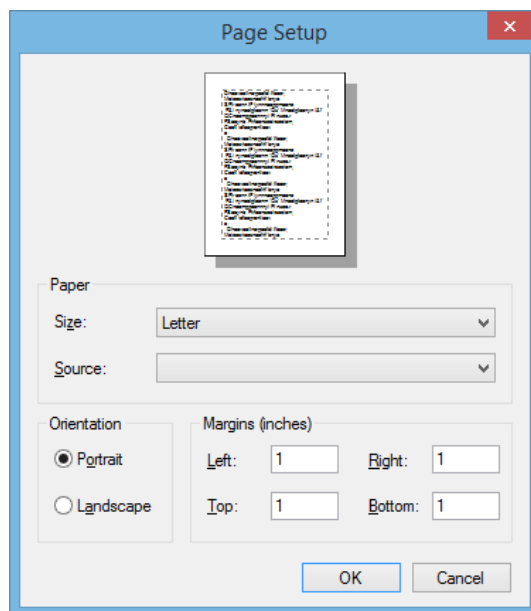 Page Setup
Paper
Size: Letter
Source:
Orientation
Portrait
Landscape
Margins (inches)
Left: 1 Right: 1
Top: 1 Bottom: 1
OK Cancel